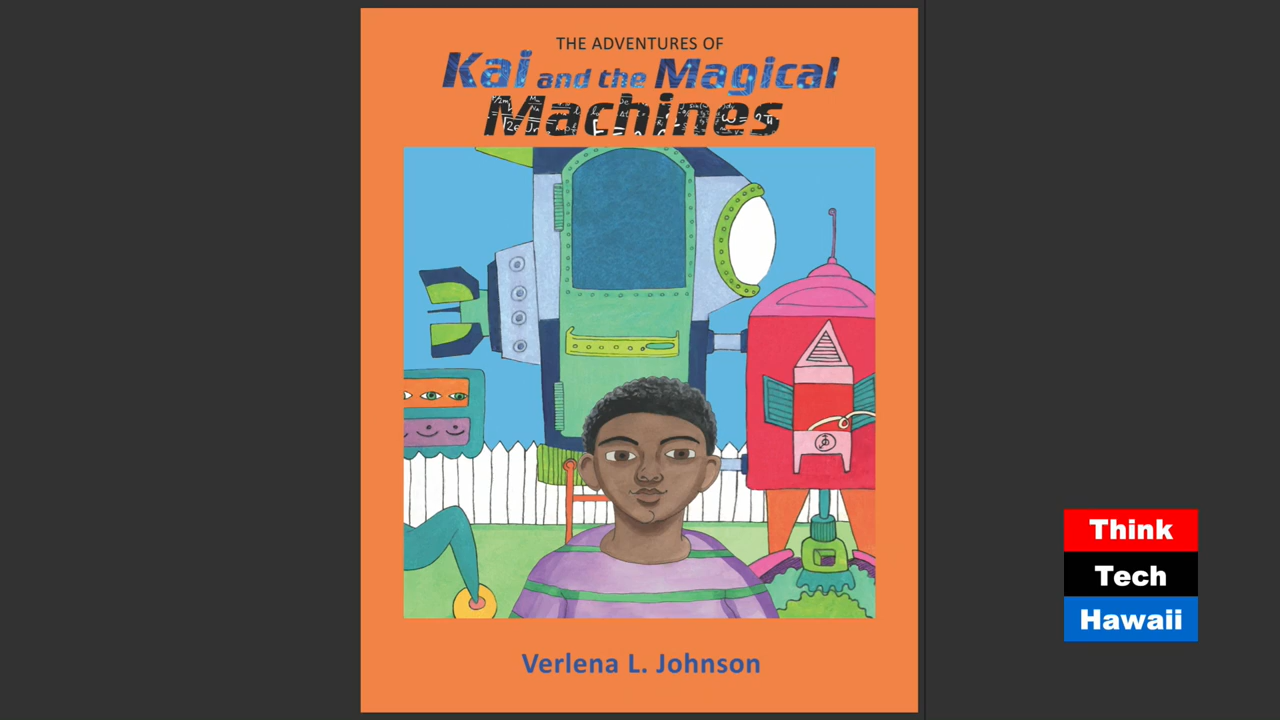 THE ADVENTURES OF
Kai and the Magical
Machines
Verlena L. Johnson
Think
Tech
Hawaii